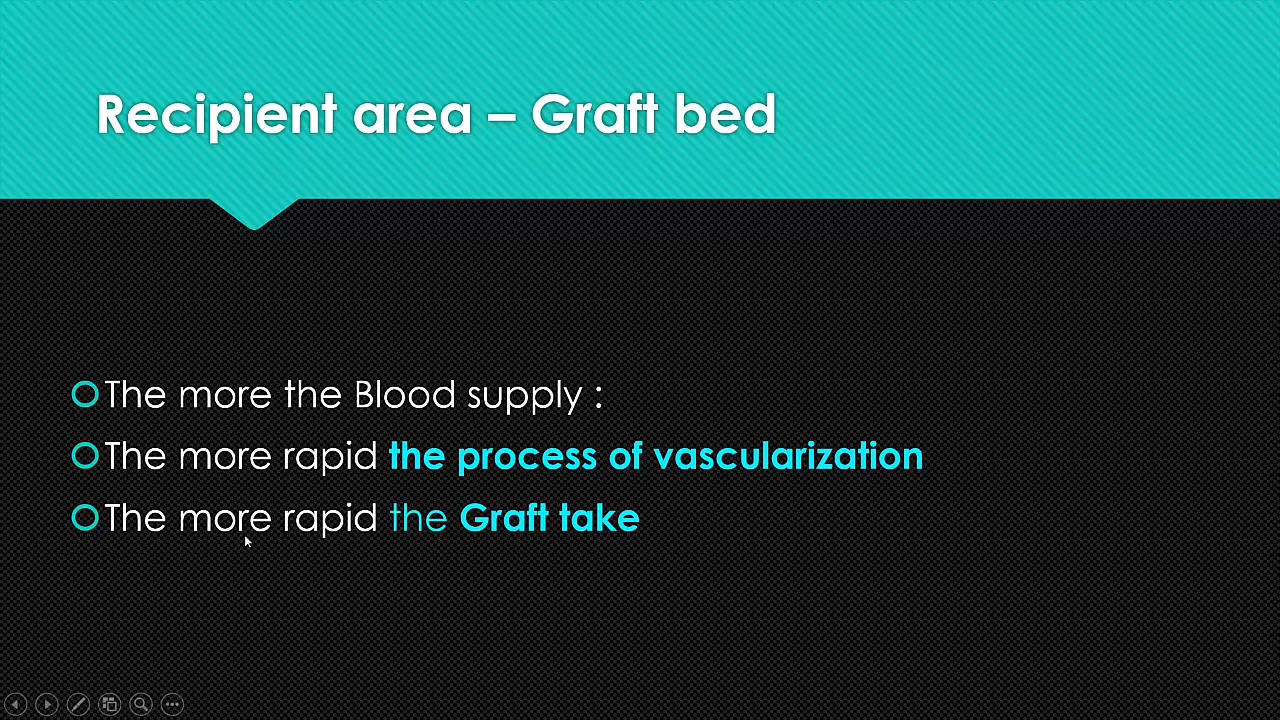 Recipient area – Graft bed
The more the Blood supply :
The more rapid the process of vascularization
The more rapid the Graft take